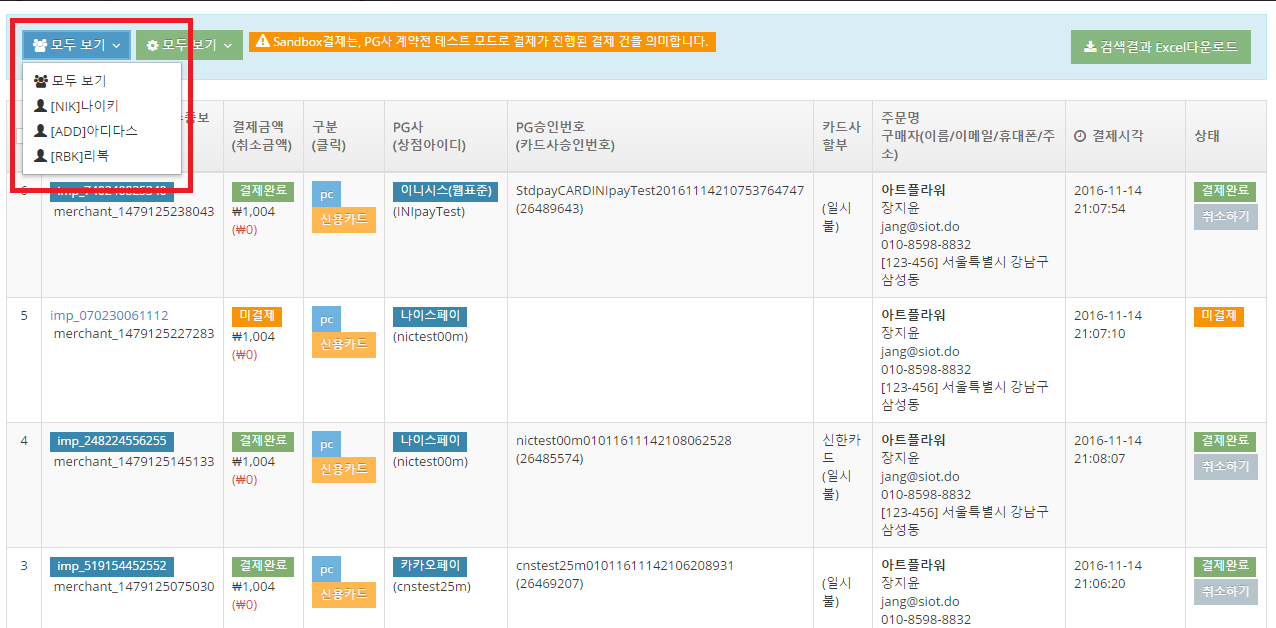 모두 보기
모두 보기
Sandbox결제는, PG사 계약전 테스트 모드로 결제가 진행된 결제 건을 의미합니다.
검색결과 Excel다운로드
모두 보기
[NIK]나이키
[ADD]아디다스
[RBK]리복
결제금액
(취소금액)
구분
(클릭)
PG사
(상점아이디)
PG승인번호
(카드사승인번호)
카드사
할부
주문명
구매자(이름/이메일/휴대폰/주
소)
결제시각
상태
6
merchant_1479125238043
결제완료
₩1,004
(₩0)
pc
신용카드
이니시스(웹표준)
(INIpayTest)
StdpayCARDINIpayTest20161114210753764747
(26489643)
(일시
불)
아트플라워
장지윤
jang@siot.do
010-8598-8832
[123-456] 서울특별시 강남구
삼성동
2016-11-14
21:07:54
결제완료
취소하기
5
imp_070230061112
merchant_1479125227283
미결제
₩1,004
(₩0)
pc
신용카드
나이스페이
(nictest00m)
아트플라워
장지윤
jang@siot.do
010-8598-8832
[123-456] 서울특별시 강남구
삼성동
2016-11-14
21:07:10
미결제
4
imp_248224556255
merchant_1479125145133
결제완료
₩1,004
(₩0)
pc
신용카드
나이스페이
(nictest00m)
nictest00m01011611142108062528
(26485574)
신한카
드
(일시
불)
아트플라워
장지윤
jang@siot.do
010-8598-8832
[123-456] 서울특별시 강남구
삼성동
2016-11-14
21:08:07
결제완료
취소하기
3
imp_519154452552
merchant_1479125075030
결제완료
₩1,004
(₩0)
pc
신용카드
카카오페이
(cnstest25m)
cnstest25m01011611142106208931
(26469207)
(일시
불)
아트플라워
장지윤
jang@siot.do
010-8598-8832
2016-11-14
21:06:20
결제완료
취소하기